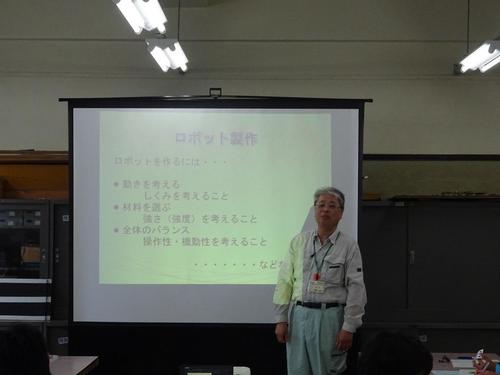 ロボット製作
ロボットを作るには・・・
● 動きを考える
しくみを考えること
● 材料を選ぶ
強さ（強度）を考えること
● 全体のバランス
操作性・機動性を考えること
・・・・・・・など